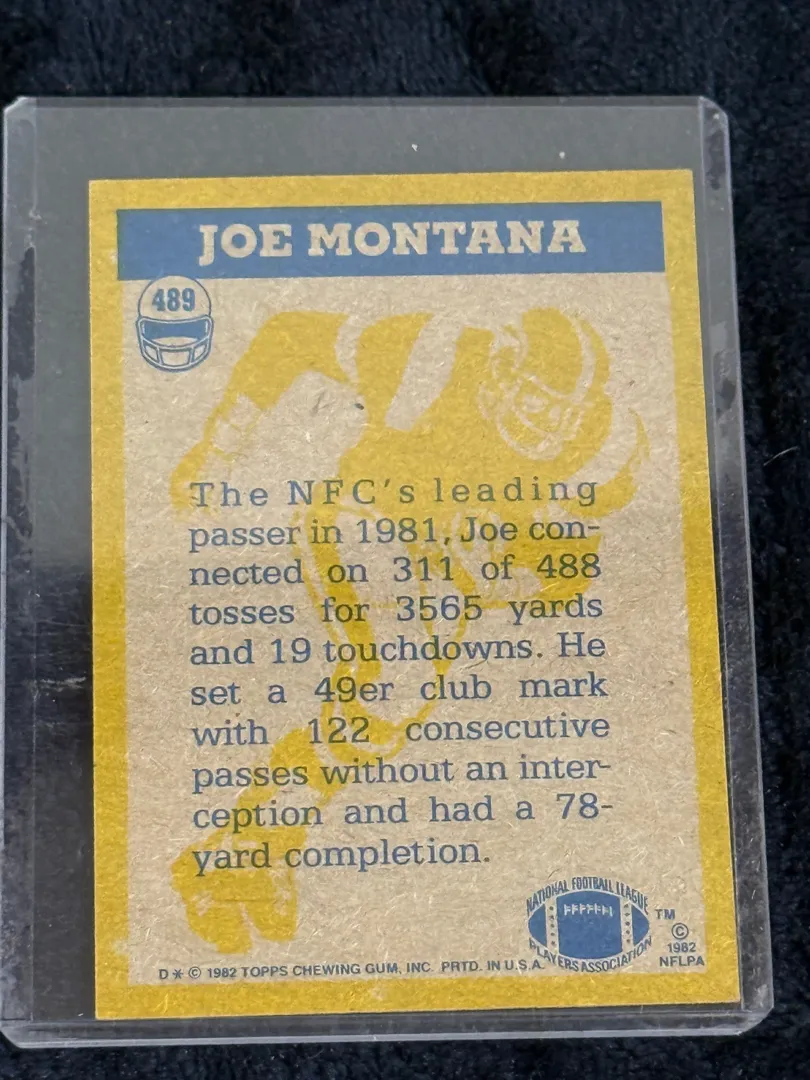 JOE MONTANA
489
The NFC's leading
passer in 1981, Joe con-
nected on 311 of 488
tosses for 3565 yards
and 19 touchdowns. He
set a 49er club mark
with 122 consecutive
passes without an inter-
ception and had a 78-
yard completion.
NATIONAL FOOTBALL LEAGUE
PLAYERS ASSOCIATION
TM
©
1982
NFLPA
D * © 1982 TOPPS CHEWING GUM, INC. PRTD. IN U.S.A.